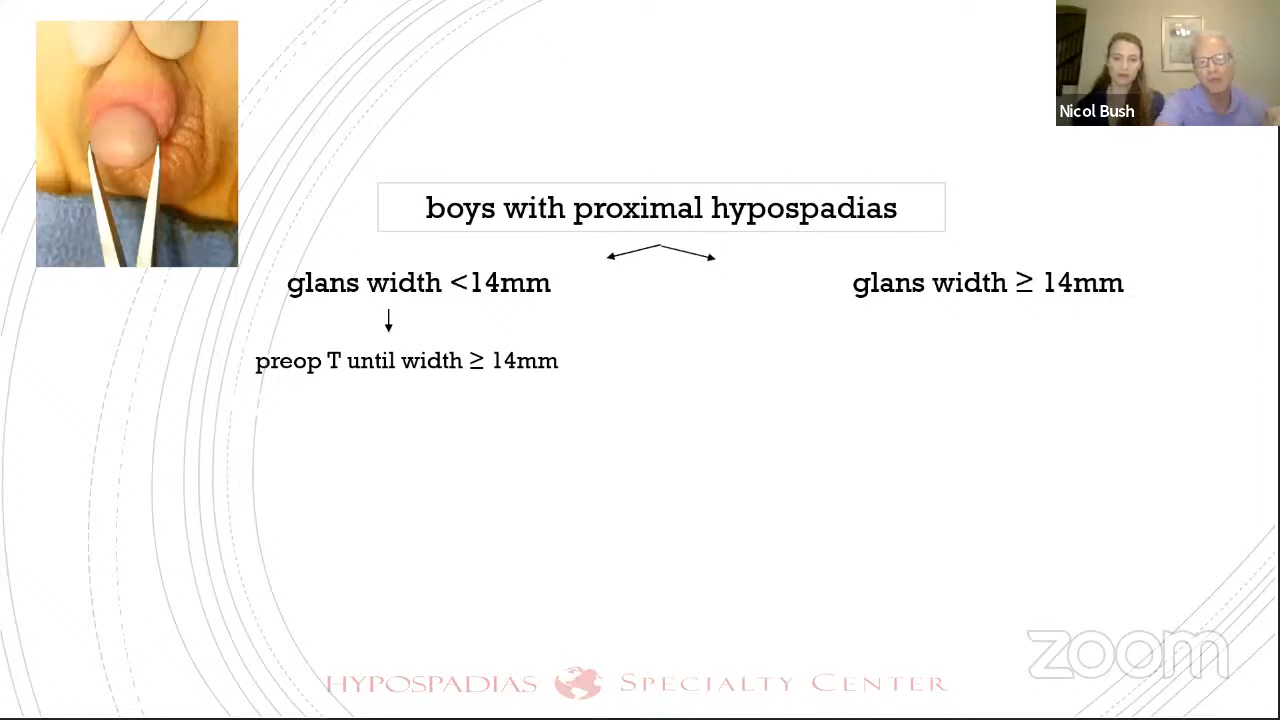 Nicol Bush
boys with proximal hypospadias
glans width <14mm
glans width ≥ 14mm
preop T until width ≥ 14mm
zoom
HYPOSPADIAS SPECIALTY CENTER